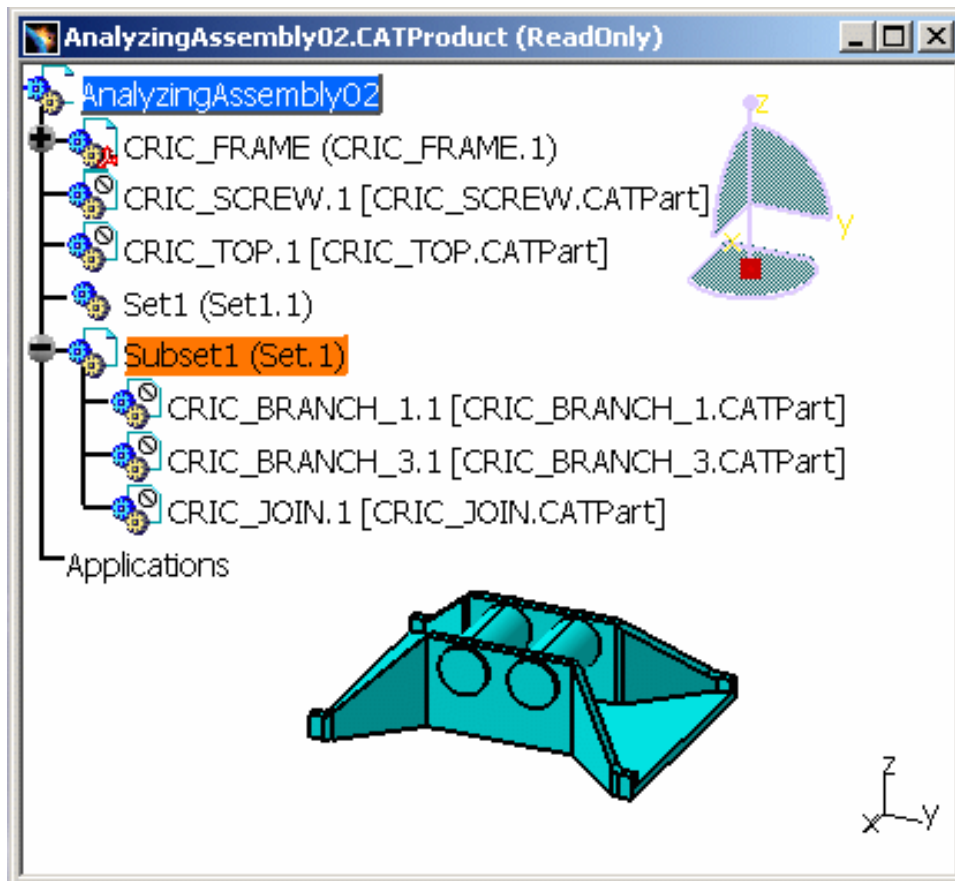 AnalyzingAssembly02.CATProduct (ReadOnly)
AnalyzingAssembly02
CRIC_FRAME (CRIC_FRAME.1)
CRIC_SCREW.1 [CRIC_SCREW.CATPart]
CRIC_TOP.1 [CRIC_TOP.CATPart]
Set1 (Set1.1)
Subset1 (Set.1)
CRIC_BRANCH_1.1 [CRIC_BRANCH_1.CATPart]
CRIC_BRANCH_3.1 [CRIC_BRANCH_3.CATPart]
CRIC_JOIN.1 [CRIC_JOIN.CATPart]
Applications
z
y
x
z
x
y